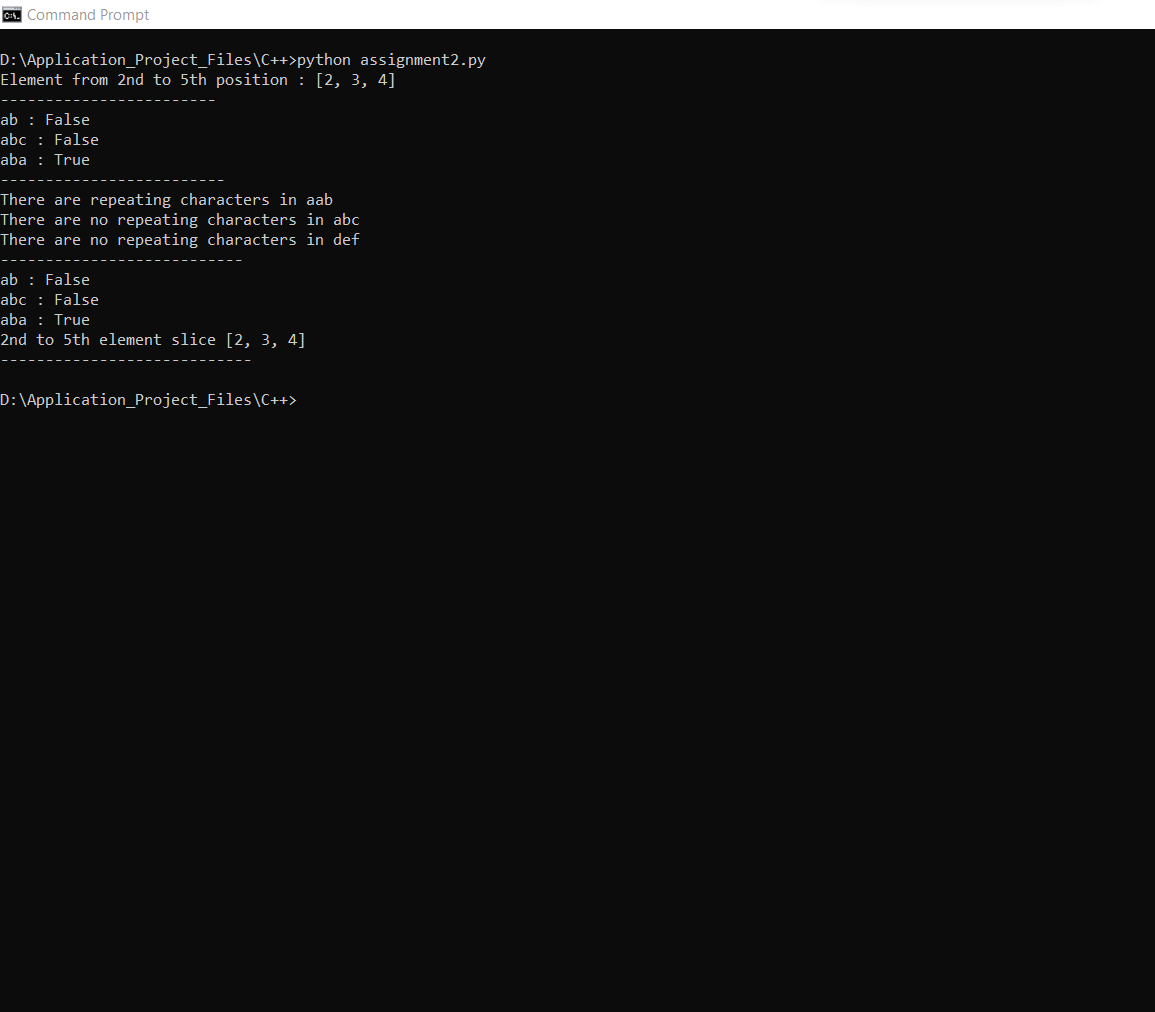 Command Prompt
D:\Application_Project_Files\C++>python assignment2.py
Element from 2nd to 5th position : [2, 3, 4]
------------------------
ab : False
abc : False
aba : True
-------------------------
There are repeating characters in aab
There are no repeating characters in abc
There are no repeating characters in def
---------------------------
ab : False
abc : False
aba : True
2nd to 5th element slice [2, 3, 4]
----------------------------
D:\Application_Project_Files\C++>